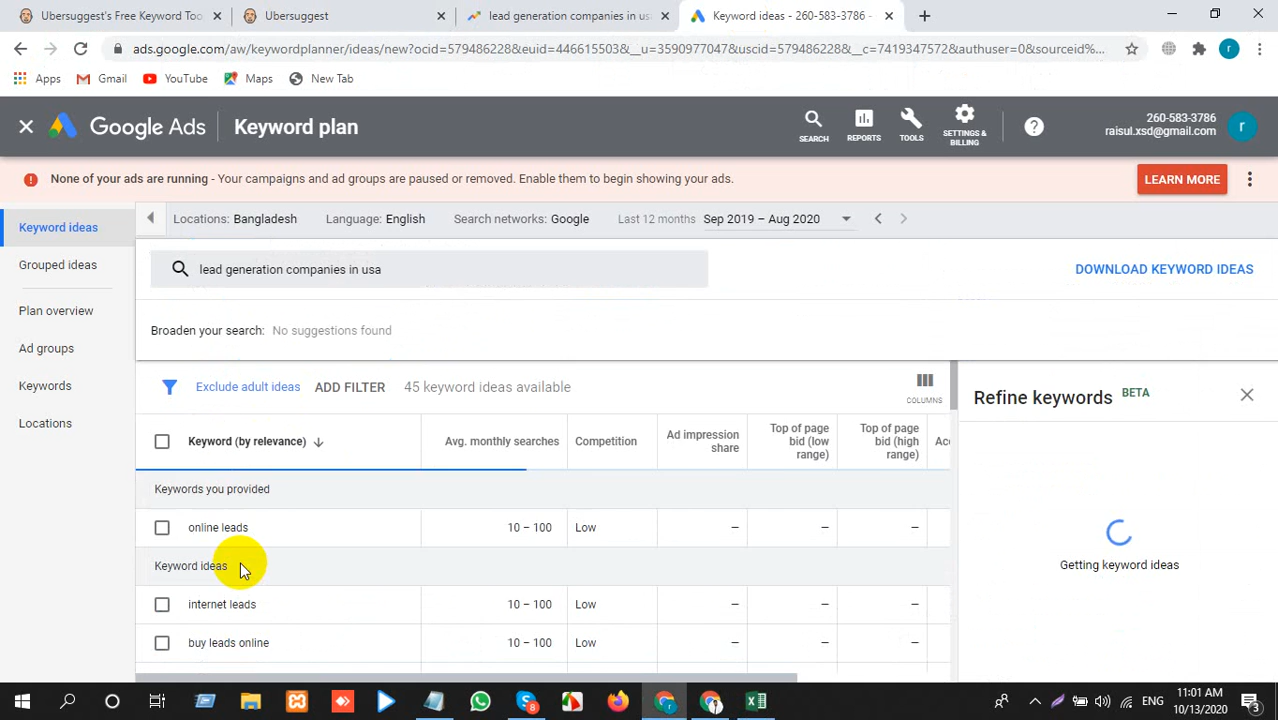 Ubersuggest's Free Keyword Too
Ubersuggest
lead generation companies in usa
Keyword ideas - 260-583-3786 -
ads.google.com/aw/keywordplanner/ideas/new?ocid=579486228&euid=446615503&__u=3590977047&uscid=579486228&__c=7419347572&authuser=0&sourceid%...
r
Apps
Gmail
YouTube
Maps
New Tab
Google Ads
Keyword plan
SEARCH
REPORTS
TOOLS
SETTINGS & BILLING
260-583-3786
raisul.xsd@gmail.com
r
None of your ads are running - Your campaigns and ad groups are paused or removed. Enable them to begin showing your ads.
LEARN MORE
Keyword ideas
Grouped ideas
Plan overview
Ad groups
Keywords
Locations
Locations: Bangladesh
Language: English
Search networks: Google
Last 12 months
Sep 2019 – Aug 2020
lead generation companies in usa
DOWNLOAD KEYWORD IDEAS
Broaden your search: No suggestions found
Exclude adult ideas
ADD FILTER
45 keyword ideas available
COLUMNS
Keyword (by relevance)
Avg. monthly searches
Competition
Ad impression share
Top of page bid (low range)
Top of page bid (high range)
Acc
Keywords you provided
online leads 10 – 100 Low – – –
Keyword ideas
internet leads 10 – 100 Low – – –
buy leads online 10 – 100 Low – – –
Refine keywords BETA
Getting keyword ideas
8
ENG
11:01 AM
10/13/2020
3